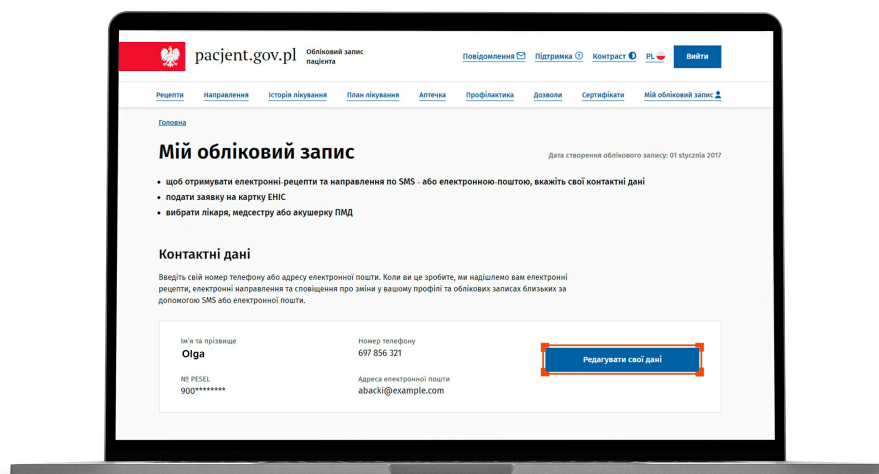 pacjent.gov.pl
Обліковий запис
пацієнта
Повідомлення
Підтримка
Контраст
PL
Вийти
Рецепти
Направлення
Історія лікування
План лікування
Аптечка
Профілактика
Дозволи
Сертифікати
Мій обліковий запис
Головна
Мій обліковий запис
Дата створення облікового запису: 01 stycznia 2017
• щоб отримувати електронні-рецепти та направлення по SMS - або електронною-поштою, вкажіть свої контактні дані
• подати заявку на картку ЕНІС
• вибрати лікаря, медсестру або акушерку ПМД
Контактні дані
Введіть свій номер телефону або адресу електронної пошти. Коли ви це зробите, ми надішлемо вам електронні
рецепти, електронні направлення та сповіщення про зміни у вашому профілі та облікових записах близьких за
допомогою SMS або електронної пошти.
Ім'я та прізвище
Olga
Номер телефону
697 856 321
Редагувати свої дані
№ PESEL
900********
Адреса електронної пошти
abacki@example.com